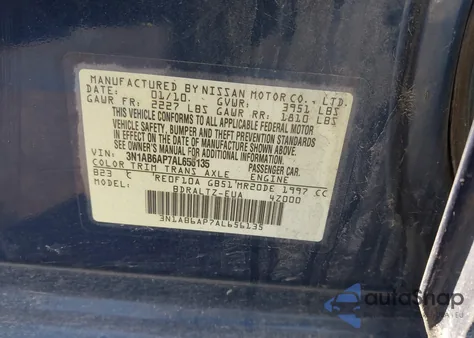 MANUFACTURED BY NISSAN MOTOR CO., LTD.
DATE: 01/10. GVWR: 3951 LBS
GAWR FR: 2227 LBS GAWR RR: 1810 LBS
THIS VEHICLE CONFORMS TO ALL APPLICABLE FEDERAL MOTOR
VEHICLE SAFETY, BUMPER, AND THEFT PREVENTION STANDARDS
IN EFFECT ON THE DATE OF MANUFACTURE SHOWN ABOVE.
SEE OWNER'S MANUAL FOR ADDITIONAL INFORMATION.
VIN: 3N1AB6AP7AL656135 PASSENGER CAR.
COLOR TRIM TRANS AXLE ENGINE
B23 C RE0F10A GB51 MR20DE 1997 CC
BDRALTZ-EUA 4Z000
3N1AB6AP7AL656135
autoShap